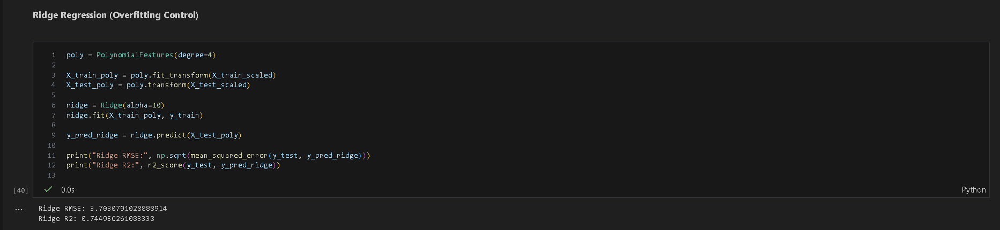 Ridge Regression (Overfitting Control)
1 poly = PolynomialFeatures(degree=4)
2
3 X_train_poly = poly.fit_transform(X_train_scaled)
4 X_test_poly = poly.transform(X_test_scaled)
5
6 ridge = Ridge(alpha=10)
7 ridge.fit(X_train_poly, y_train)
8
9 y_pred_ridge = ridge.predict(X_test_poly)
10
11 print("Ridge RMSE:", np.sqrt(mean_squared_error(y_test, y_pred_ridge)))
12 print("Ridge R2:", r2_score(y_test, y_pred_ridge))
13
[40] 0.0s Python
... Ridge RMSE: 3.7030791028888914
Ridge R2: 0.744956261083338